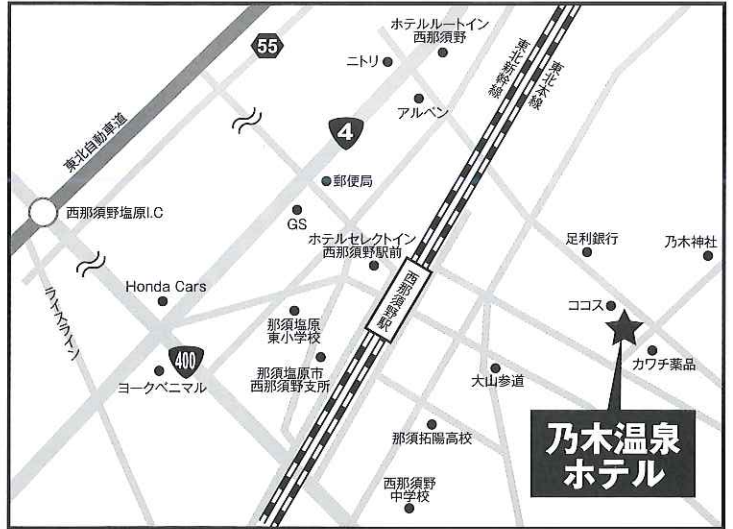 ホテルルートイン
西那須野
55
ニトリ
東北新幹線
東北本線
アルペン
4
東北自動車道
郵便局
西那須野塩原I.C
GS
ホテルセレクトイン
西那須野駅前
足利銀行
乃木神社
西那須野駅
Honda Cars
ライスライン
那須塩原
東小学校
ココス
400
那須塩原市
西那須野支所
カワチ薬品
ヨークベニマル
大山参道
那須拓陽高校
乃木温泉
ホテル
西那須野
中学校